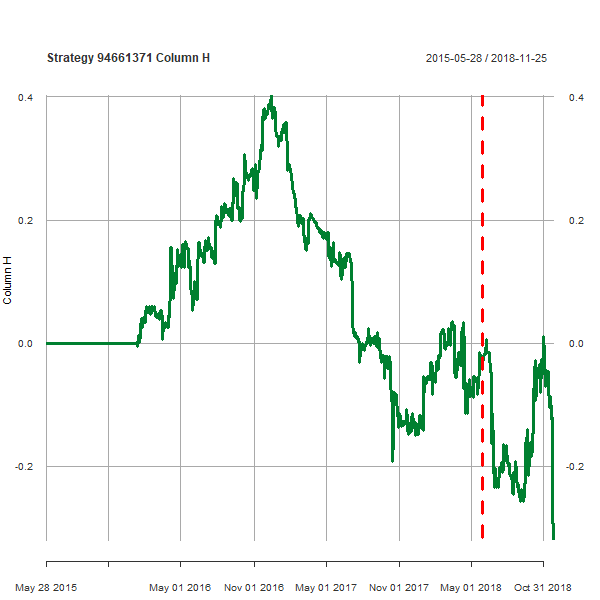 Strategy 94661371 Column H
2015-05-28 / 2018-11-25
0.4
0.4
0.2
0.2
0.0
0.0
-0.2
-0.2
Column H
May 28 2015
May 01 2016
Nov 01 2016
May 01 2017
Nov 01 2017
May 01 2018
Oct 31 2018